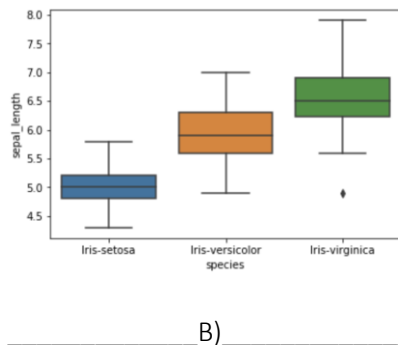 8.0
7.5
7.0
6.5
6.0
5.5
5.0
4.5
sepal_length
Iris-setosa Iris-versicolor Iris-virginica
species
B)